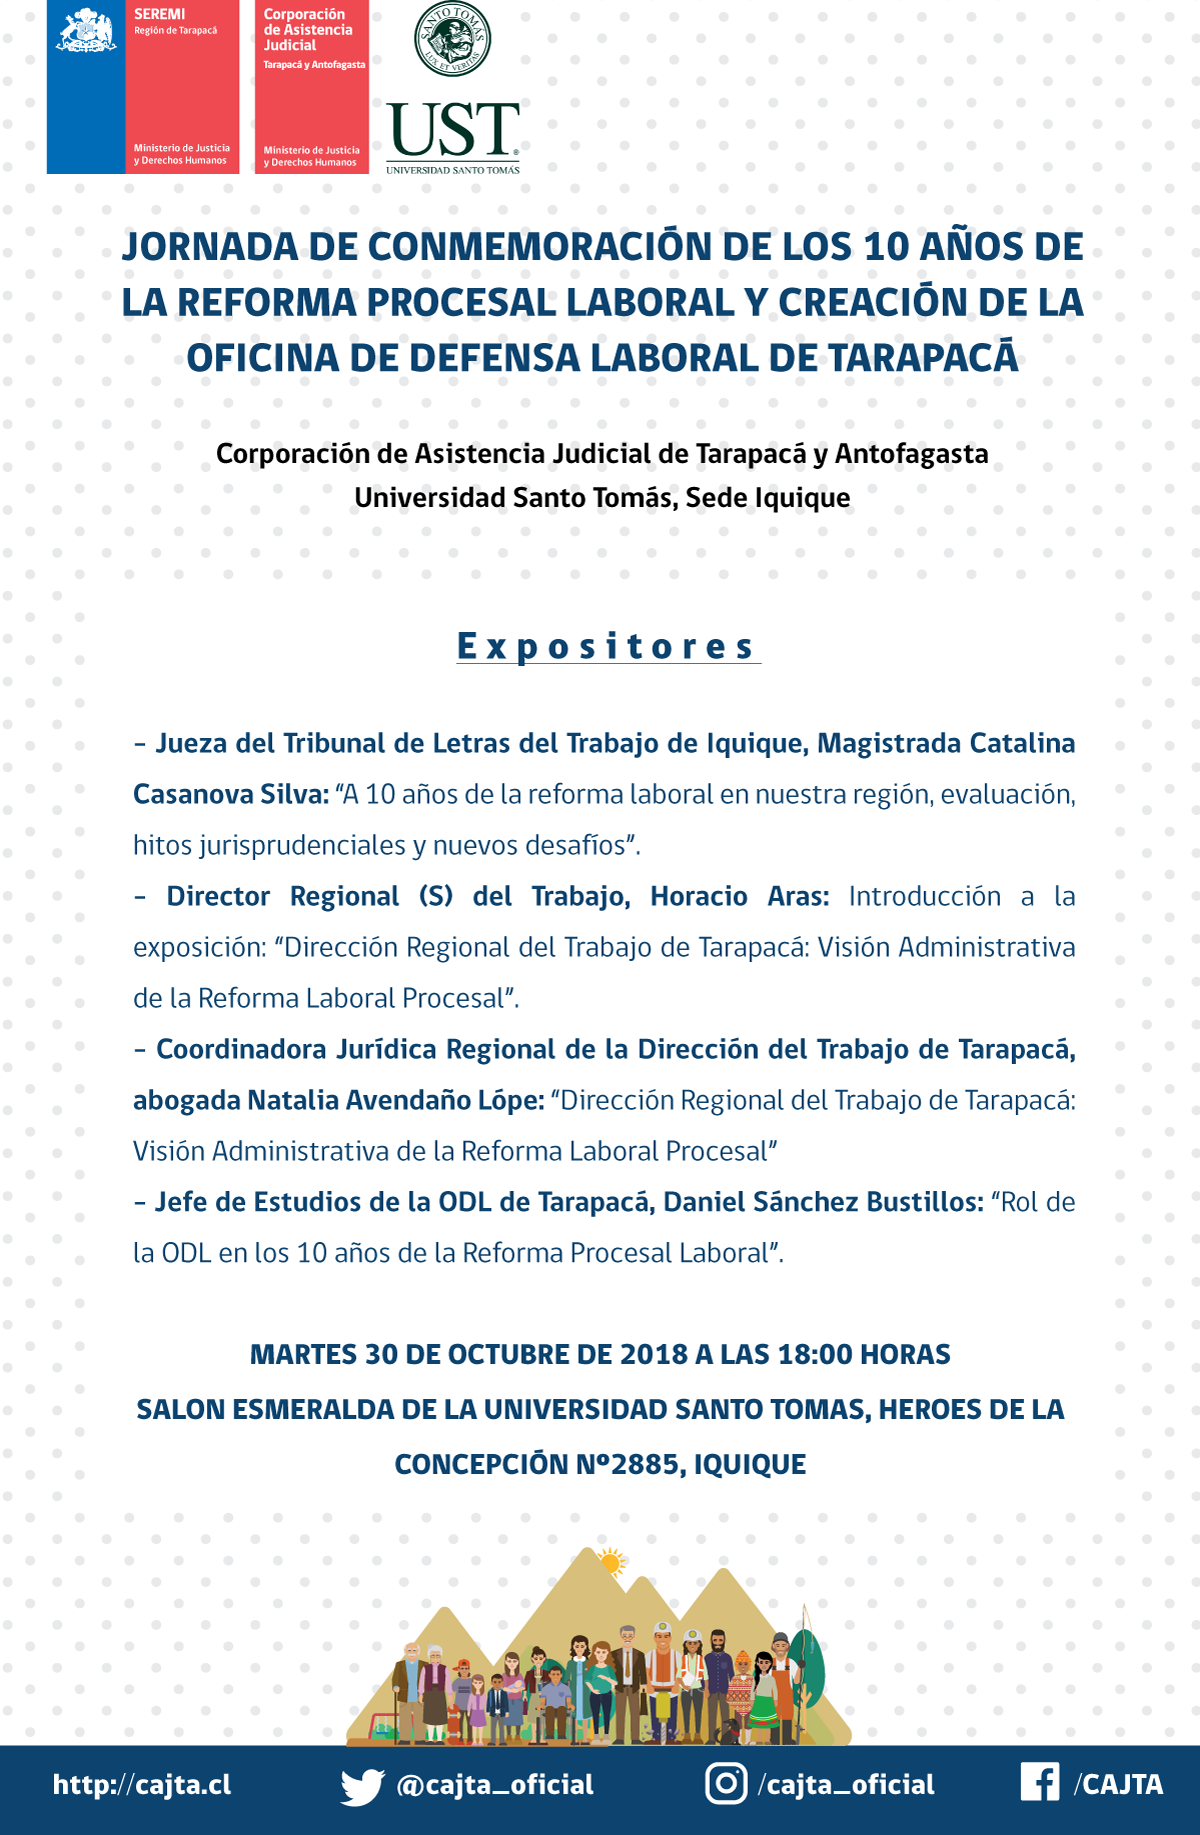 SEREMI
Región de Tarapacá
Ministerio de Justicia
y Derechos Humanos
Corporación
de Asistencia
Judicial
Tarapacá y Antofagasta
Ministerio de Justicia
y Derechos Humanos
SANTO TOMÁS
LUX ET VERITAS
UST®
UNIVERSIDAD SANTO TOMÁS
JORNADA DE CONMEMORACIÓN DE LOS 10 AÑOS DE
LA REFORMA PROCESAL LABORAL Y CREACIÓN DE LA
OFICINA DE DEFENSA LABORAL DE TARAPACÁ
Corporación de Asistencia Judicial de Tarapacá y Antofagasta
Universidad Santo Tomás, Sede Iquique
Expositores
– Jueza del Tribunal de Letras del Trabajo de Iquique, Magistrada Catalina
Casanova Silva: “A 10 años de la reforma laboral en nuestra región, evaluación,
hitos jurisprudenciales y nuevos desafíos”.
– Director Regional (S) del Trabajo, Horacio Aras: Introducción a la
exposición: “Dirección Regional del Trabajo de Tarapacá: Visión Administrativa
de la Reforma Laboral Procesal”.
– Coordinadora Jurídica Regional de la Dirección del Trabajo de Tarapacá,
abogada Natalia Avendaño Lópe: “Dirección Regional del Trabajo de Tarapacá:
Visión Administrativa de la Reforma Laboral Procesal”
– Jefe de Estudios de la ODL de Tarapacá, Daniel Sánchez Bustillos: “Rol de
la ODL en los 10 años de la Reforma Procesal Laboral”.
MARTES 30 DE OCTUBRE DE 2018 A LAS 18:00 HORAS
SALON ESMERALDA DE LA UNIVERSIDAD SANTO TOMAS, HEROES DE LA
CONCEPCIÓN Nº2885, IQUIQUE
http://cajta.cl
@cajta_oficial
/cajta_oficial
/CAJTA